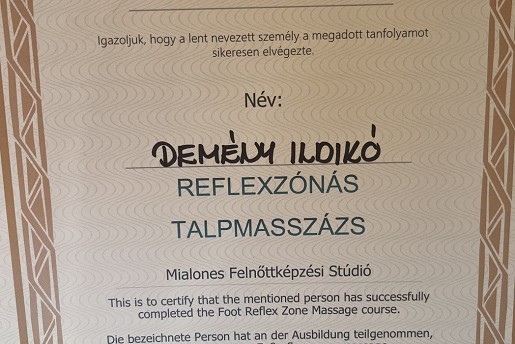 Igazoljuk, hogy a lent nevezett személy a megadott tanfolyamot
sikeresen elvégezte.
Név:
DEMÉNY ILDIKÓ
REFLEXZÓNÁS
TALPMASSZÁZS
Mialones Felnőttképzési Stúdió
This is to certify that the mentioned person has successfully
completed the Foot Reflex Zone Massage course.
Die bezeichnete Person hat an der Ausbildung teilgenommen,